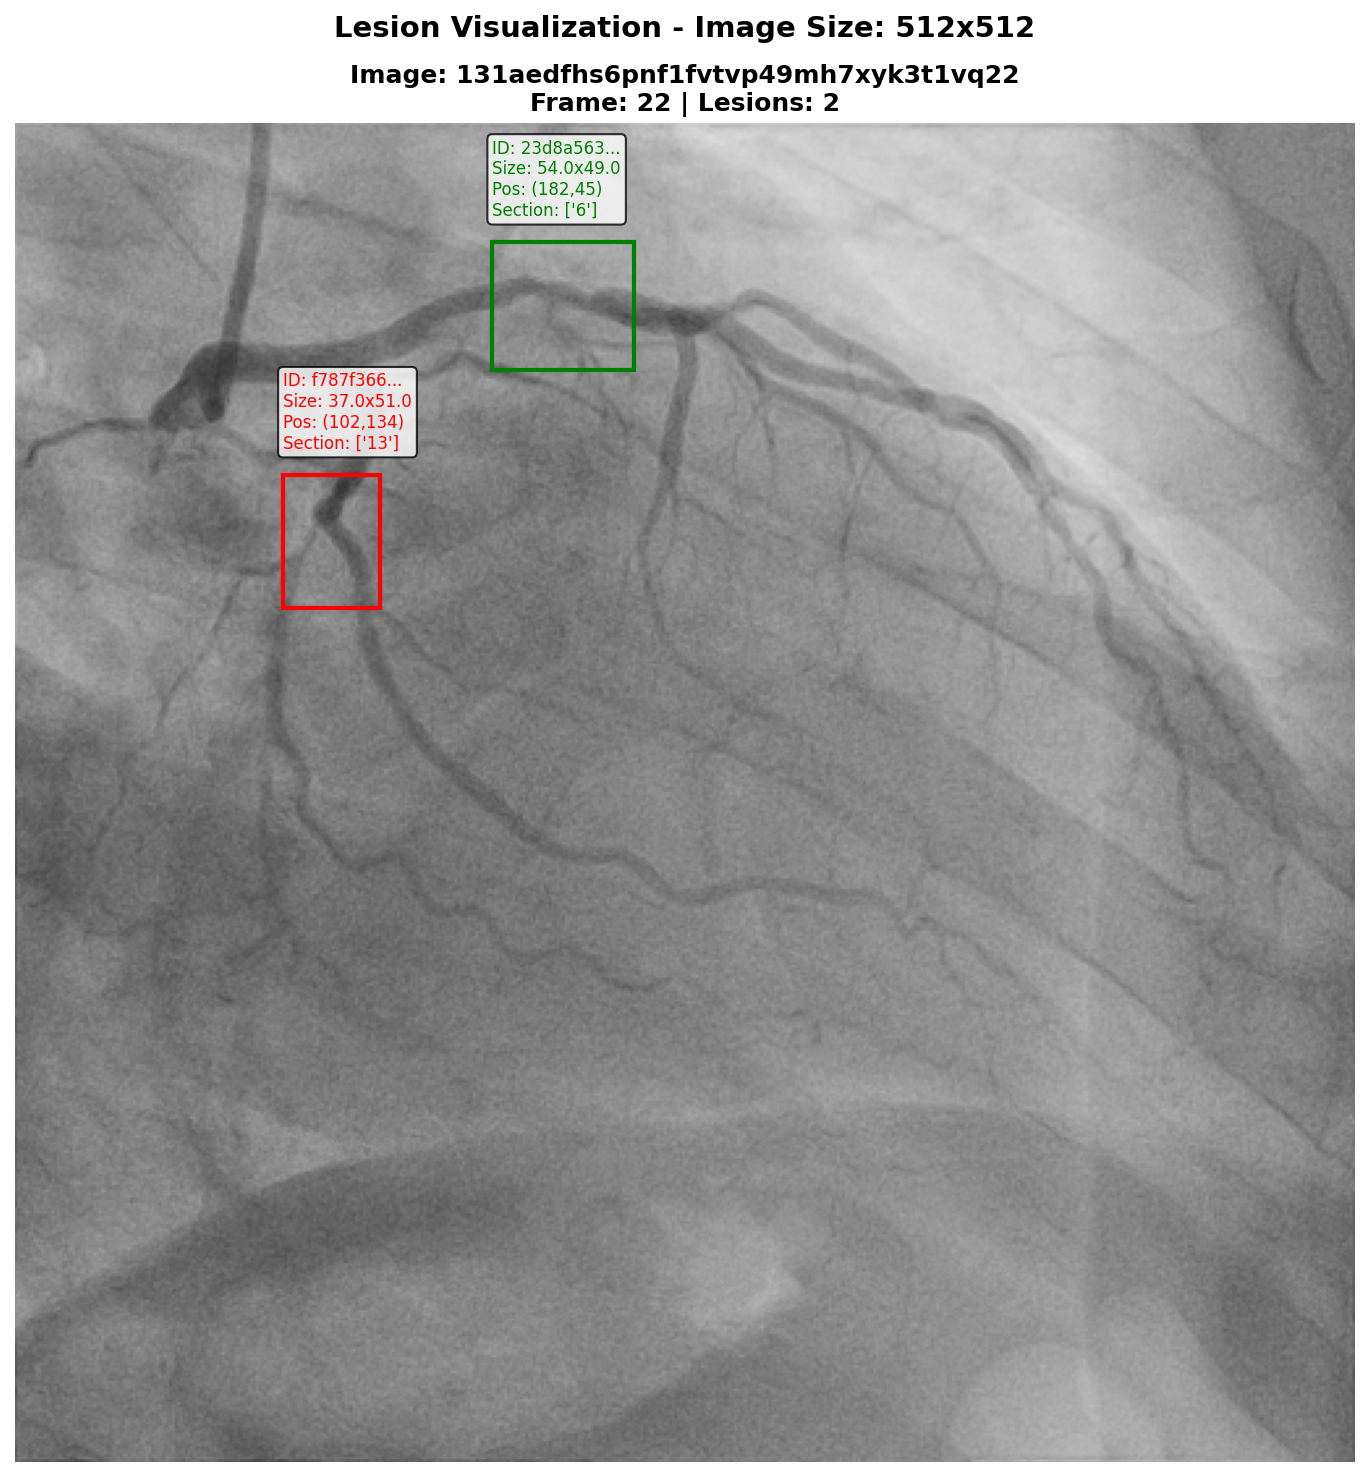 Lesion Visualization - Image Size: 512x512
Image: 131aedfhs6pnf1fvtvp49mh7xyk3t1vq22
Frame: 22 | Lesions: 2
ID: 23d8a563...
Size: 54.0x49.0
Pos: (182,45)
Section: ['6']
ID: f787f366...
Size: 37.0x51.0
Pos: (102,134)
Section: ['13']